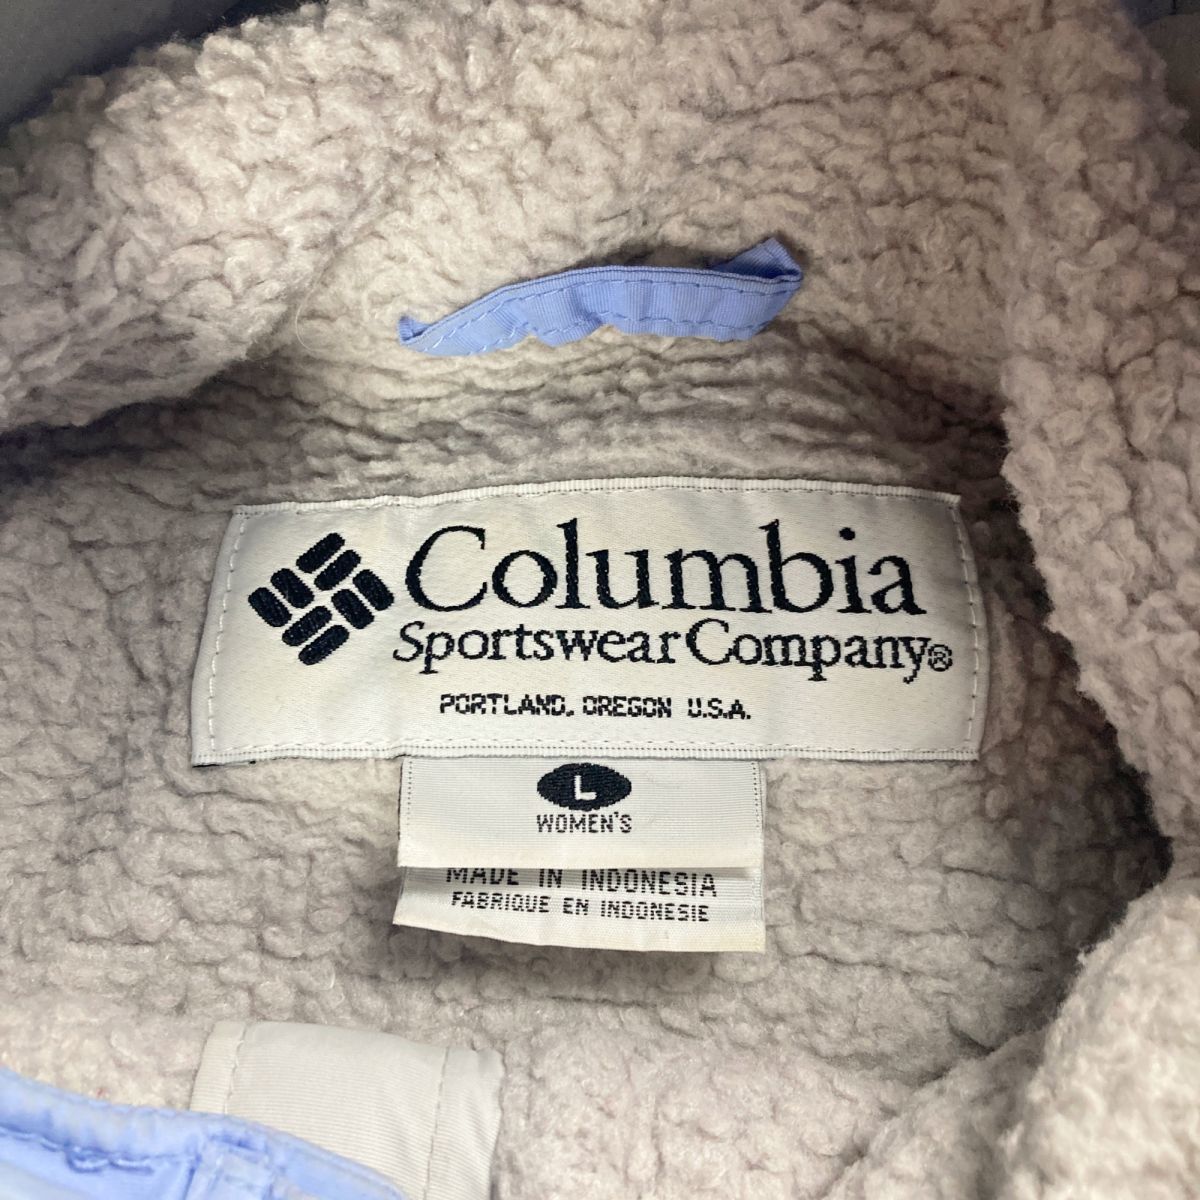 Columbia
Sportswear Company®
PORTLAND, OREGON U.S.A.
L
WOMEN'S
MADE IN INDONESIA
FABRIQUE EN INDONESIE